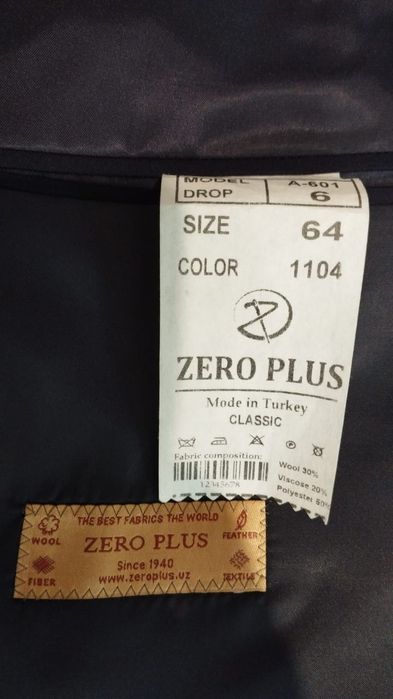 MODEL A-601
DROP 6
SIZE 64
COLOR 1104
ZERO PLUS
Made in Turkey
CLASSIC
Fabric composition:
Wool 30%
Viscose 20%
Polyester 50%
12345678
THE BEST FABRICS THE WORLD
WOOL
ZERO PLUS
FEATHER
Since 1940
FIBER
www.zeroplus.uz
TEXTILE